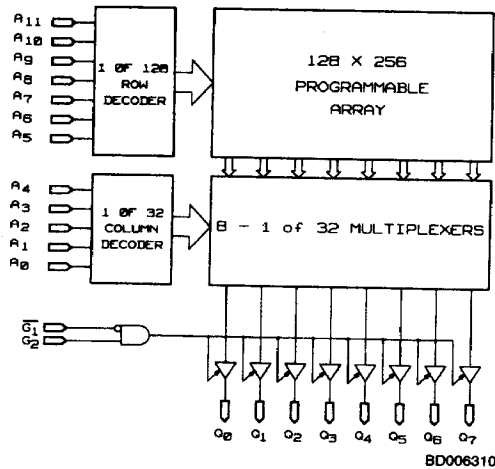 A11
A10
A9
A8
A7
A6
A5
1 OF 128
ROW
DECODER
128 X 256
PROGRAMMABLE
ARRAY
A4
A3
A2
A1
A0
1 OF 32
COLUMN
DECODER
8 - 1 of 32 MULTIPLEXERS
G1
G2
Q0 Q1 Q2 Q3 Q4 Q5 Q6 Q7
BD006310